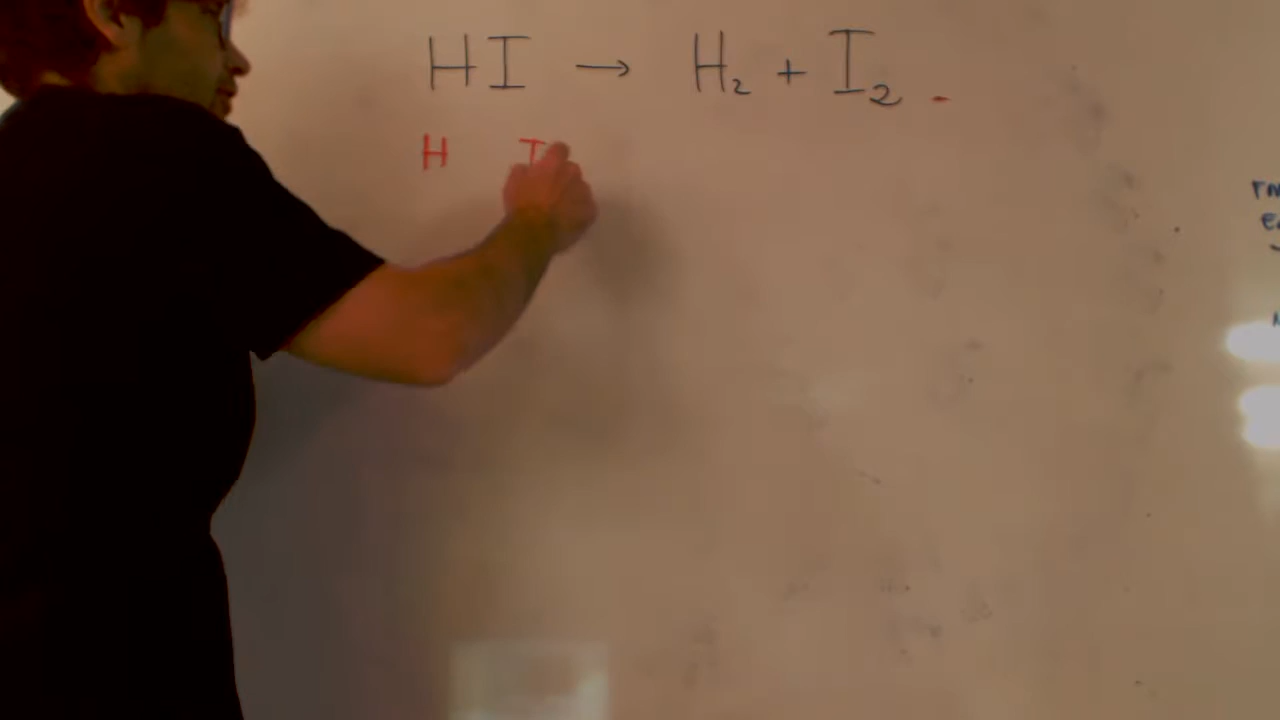 HI → H₂ + I₂ -
H I